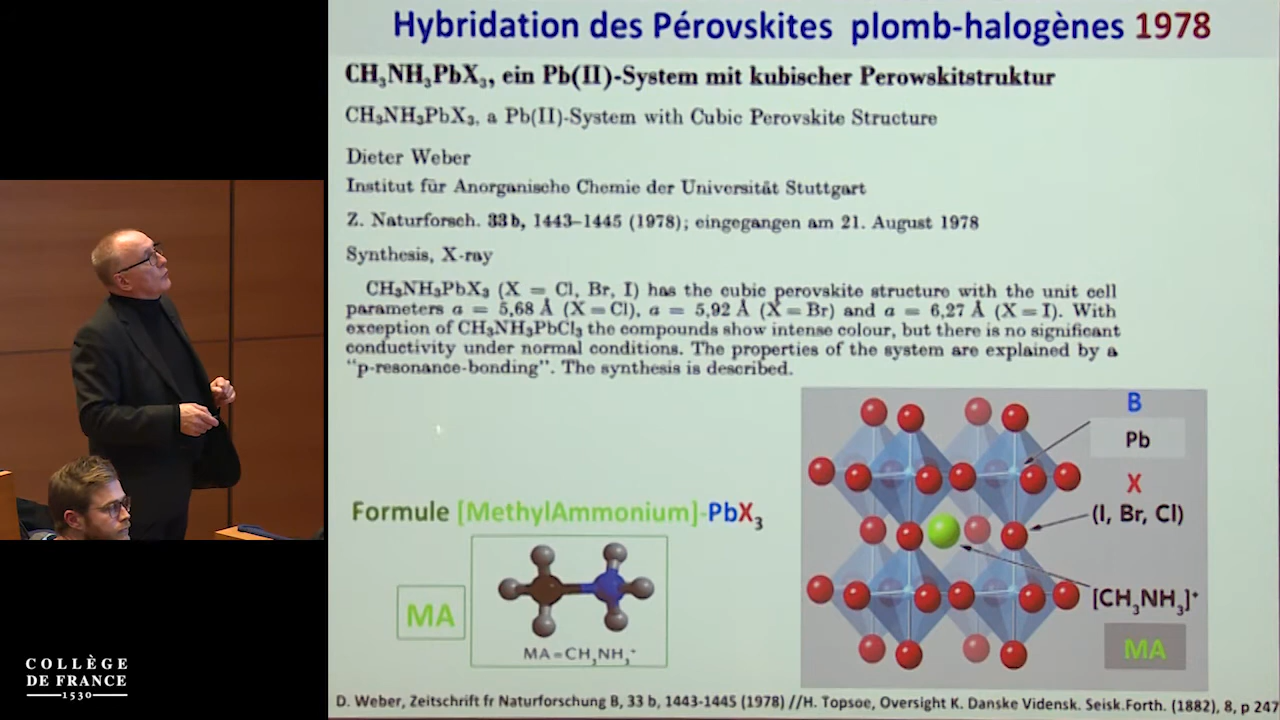 Hybridation des Pérovskites plomb-halogènes 1978
CH₃NH₃PbX₃, ein Pb(II)-System mit kubischer Perowskitstruktur
CH₃NH₃PbX₃, a Pb(II)-System with Cubic Perovskite Structure
Dieter Weber
Institut für Anorganische Chemie der Universität Stuttgart
Z. Naturforsch. 33b, 1443–1445 (1978); eingegangen am 21. August 1978
Synthesis, X-ray
CH₃NH₃PbX₃ (X = Cl, Br, I) has the cubic perovskite structure with the unit cell
parameters a = 5,68 Å (X=Cl), a = 5,92 Å (X=Br) and a = 6,27 Å (X=I). With
exception of CH₃NH₃PbCl₃ the compounds show intense colour, but there is no significant
conductivity under normal conditions. The properties of the system are explained by a
"p-resonance-bonding". The synthesis is described.
B
Pb
X
(I, Br, Cl)
[CH₃NH₃]⁺
MA
Formule [MethylAmmonium]-PbX₃
MA
MA=CH₃NH₃⁺
D. Weber, Zeitschrift fr Naturforschung B, 33 b, 1443-1445 (1978) //H. Topsoe, Oversight K. Danske Vidensk. Seisk.Forth. (1882), 8, p 247
COLLÈGE
DE FRANCE
1530